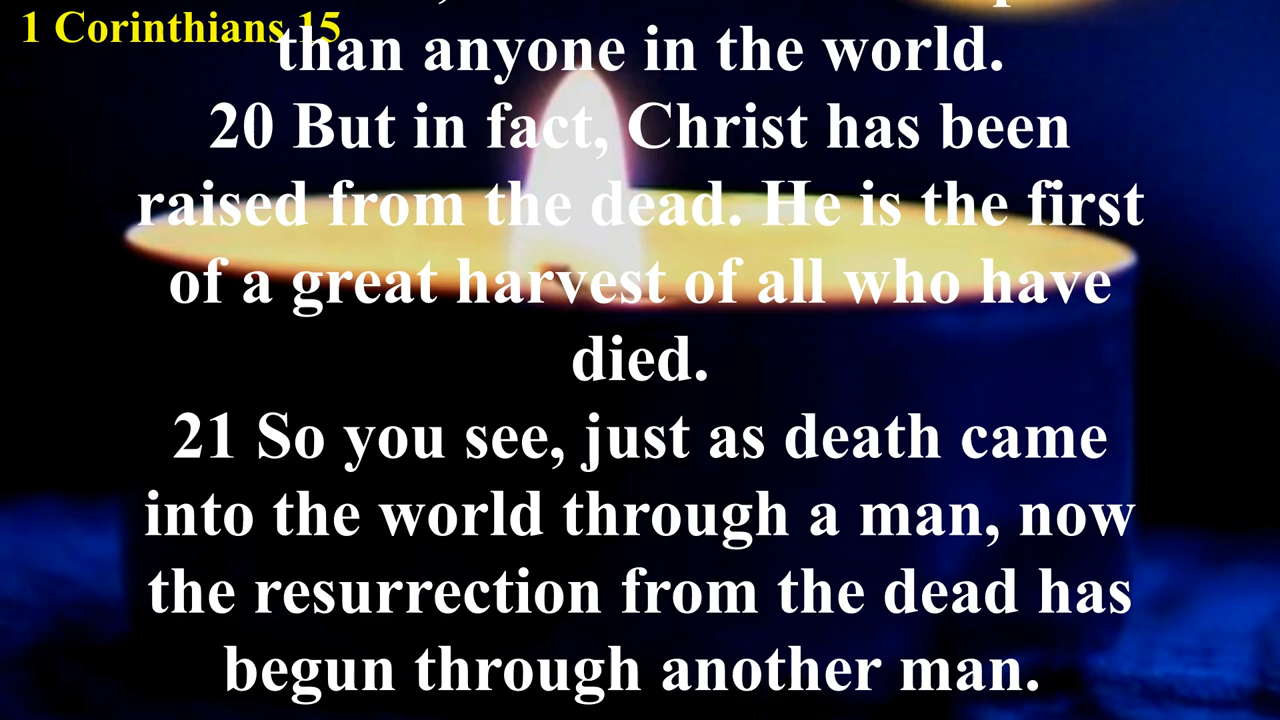 1 Corinthians 15
than anyone in the world.
20 But in fact, Christ has been
raised from the dead. He is the first
of a great harvest of all who have
died.
21 So you see, just as death came
into the world through a man, now
the resurrection from the dead has
begun through another man.